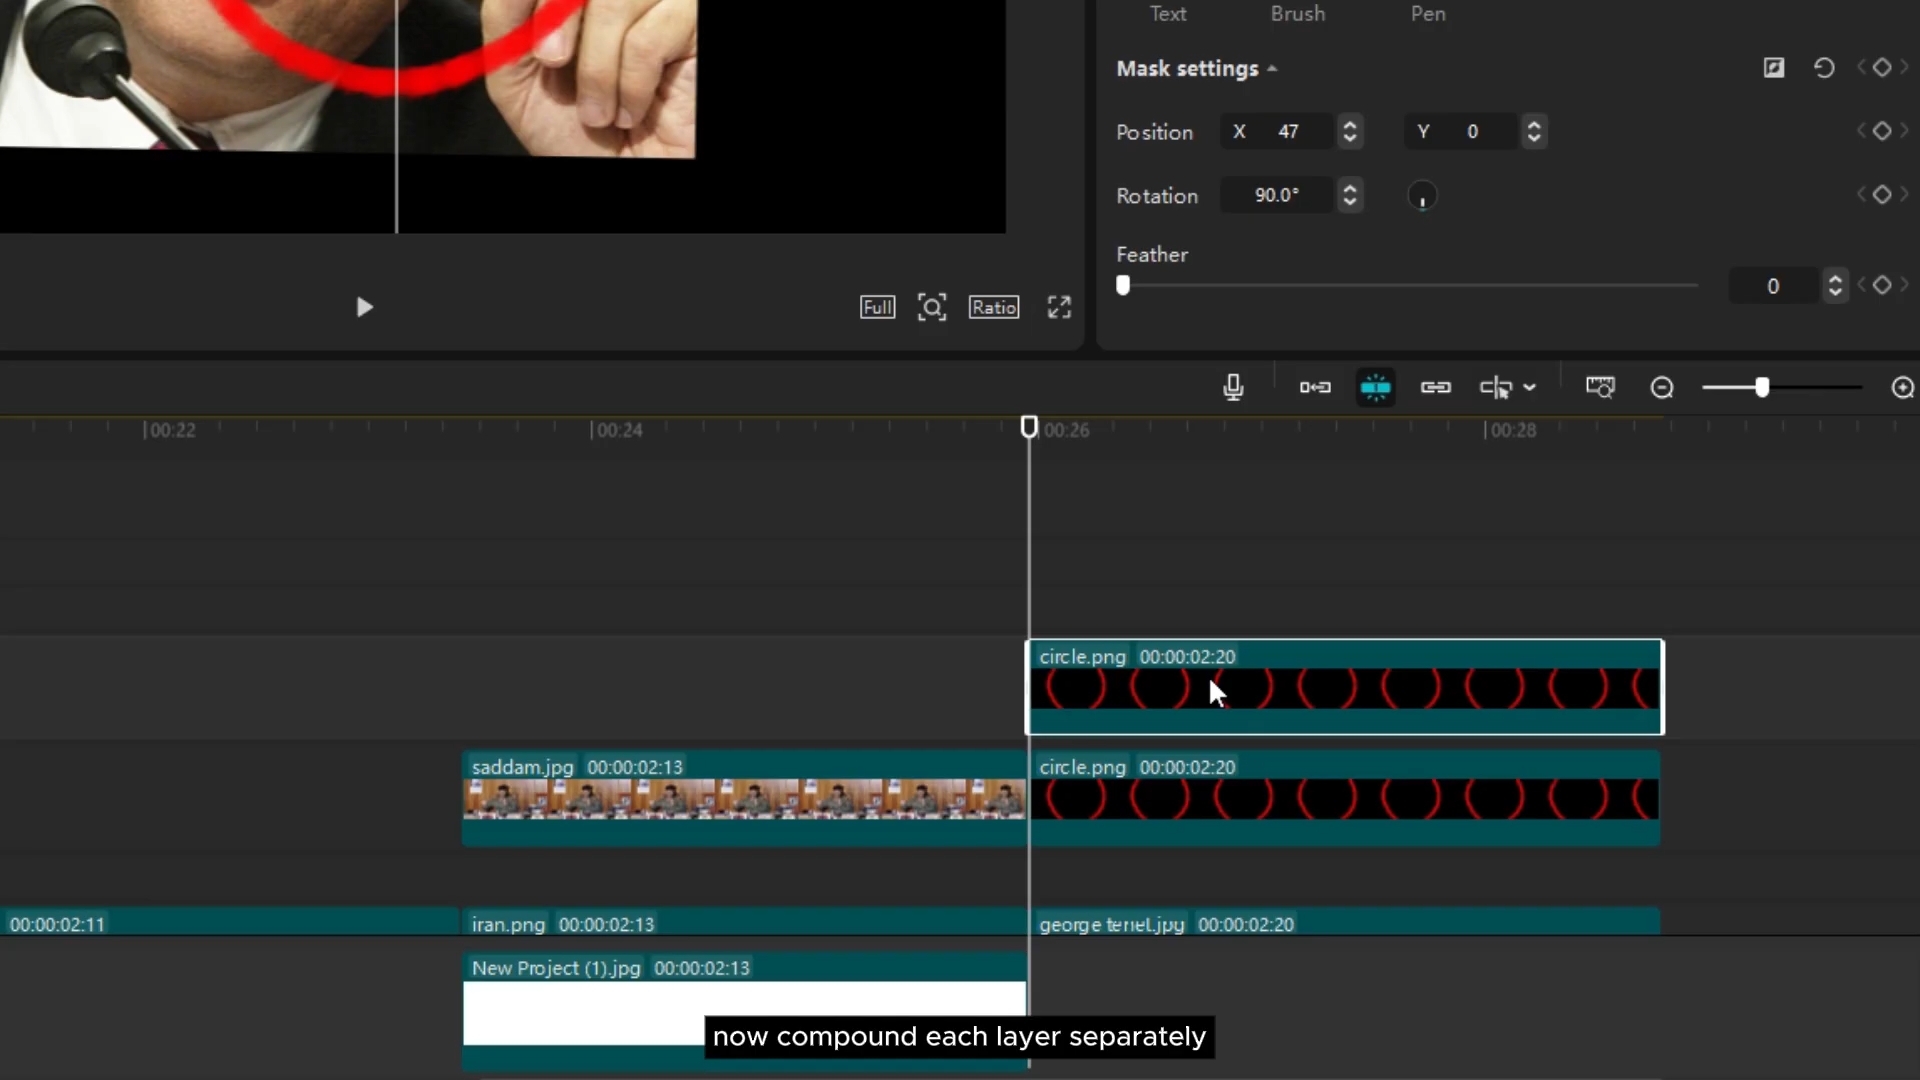 Text Brush Pen
Mask settings
Position X 47 Y 0
Rotation 90.0°
Feather
0
Full Ratio
00:22 00:24 00:26 00:28
circle.png 00:00:02:20
saddam.jpg 00:00:02:13 circle.png 00:00:02:20
00:00:02:11 iran.png 00:00:02:13 george tenet.jpg 00:00:02:20
New Project (1).jpg 00:00:02:13
now compound each layer separately